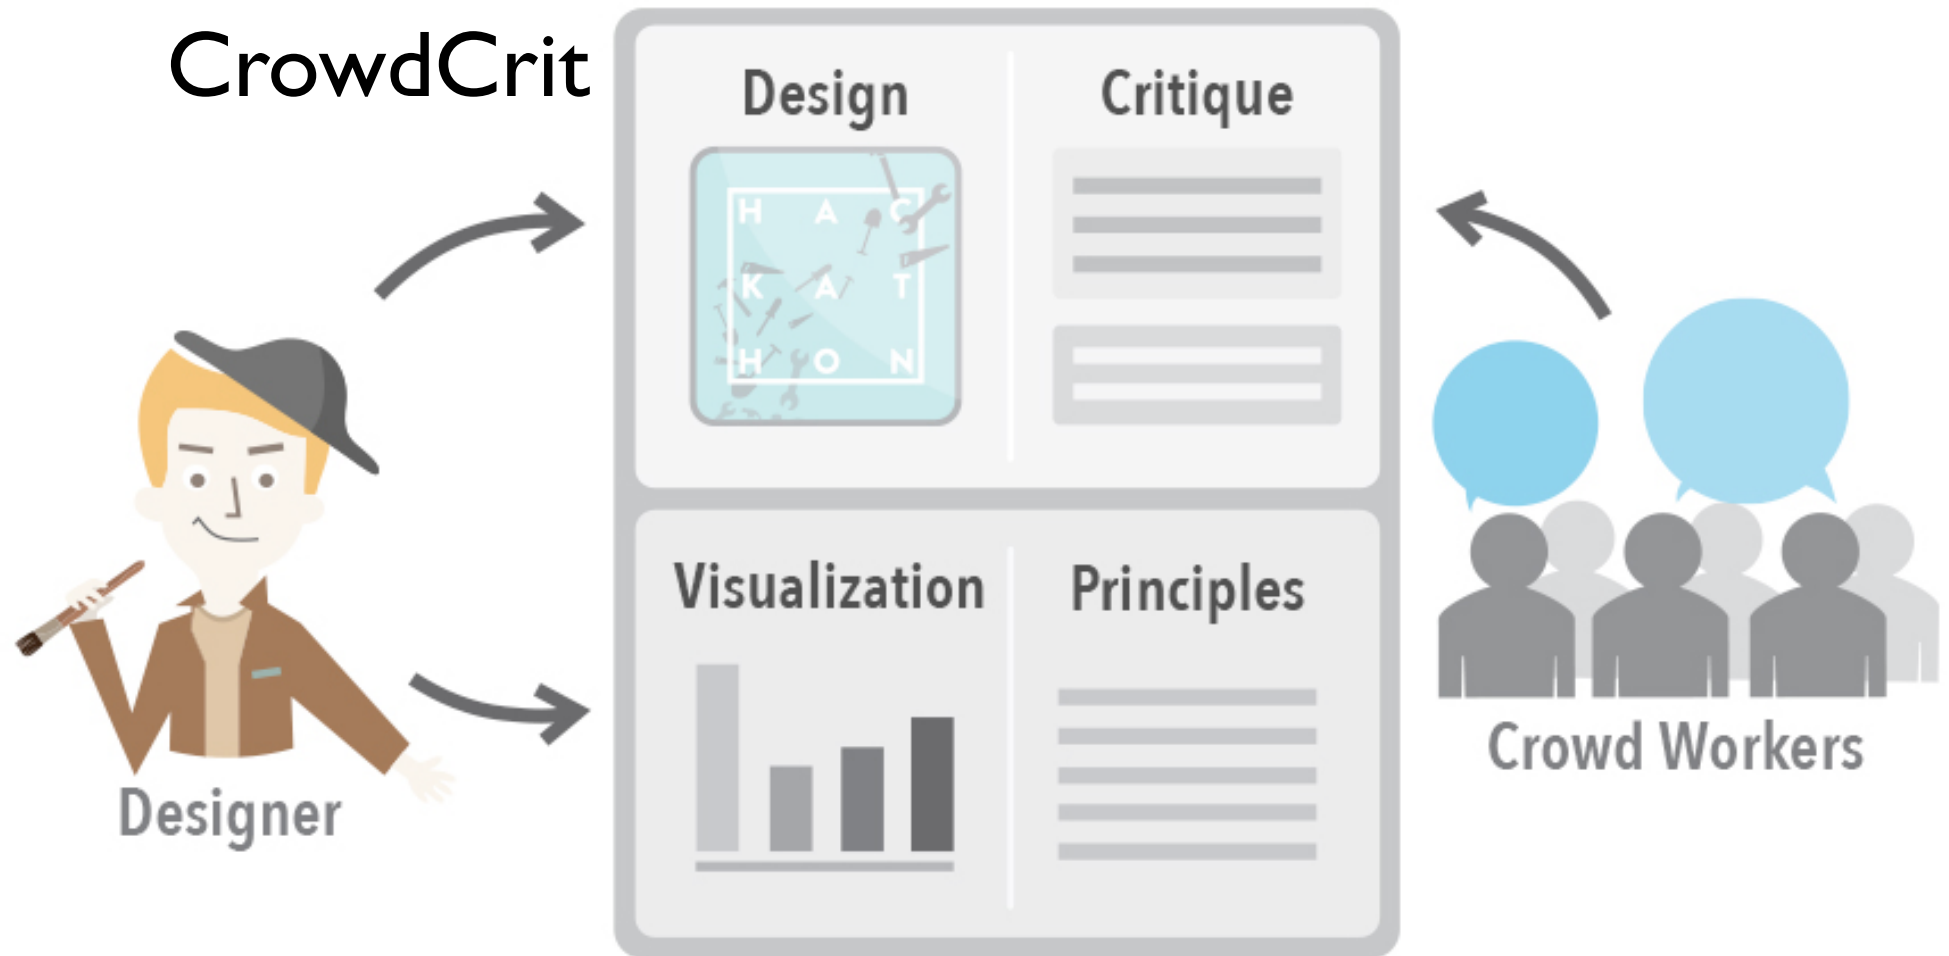 CrowdCrit
Design
Critique
H A C
K A T
H O N
Visualization
Principles
Designer
Crowd Workers